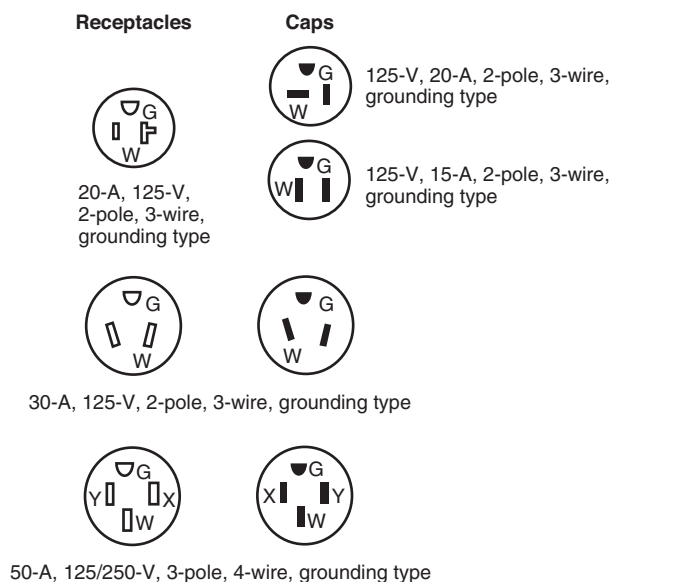 Receptacles
Caps
G
W
20-A, 125-V,
2-pole, 3-wire,
grounding type
G
W
125-V, 20-A, 2-pole, 3-wire,
grounding type
G
W
125-V, 15-A, 2-pole, 3-wire,
grounding type
G
W
G
W
30-A, 125-V, 2-pole, 3-wire, grounding type
G
Y
X
W
G
X
Y
W
50-A, 125/250-V, 3-pole, 4-wire, grounding type